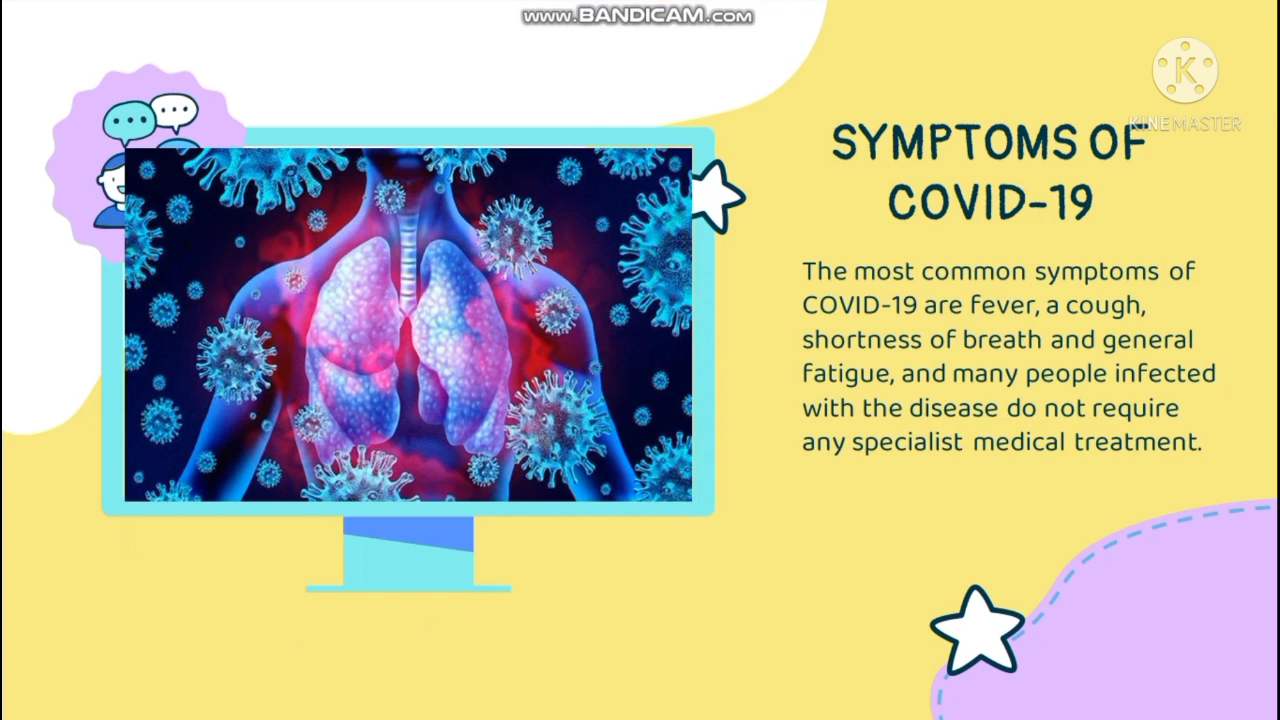 www.BANDICAM.com
K
KINEMASTER
SYMPTOMS OF
COVID-19
The most common symptoms of
COVID-19 are fever, a cough,
shortness of breath and general
fatigue, and many people infected
with the disease do not require
any specialist medical treatment.